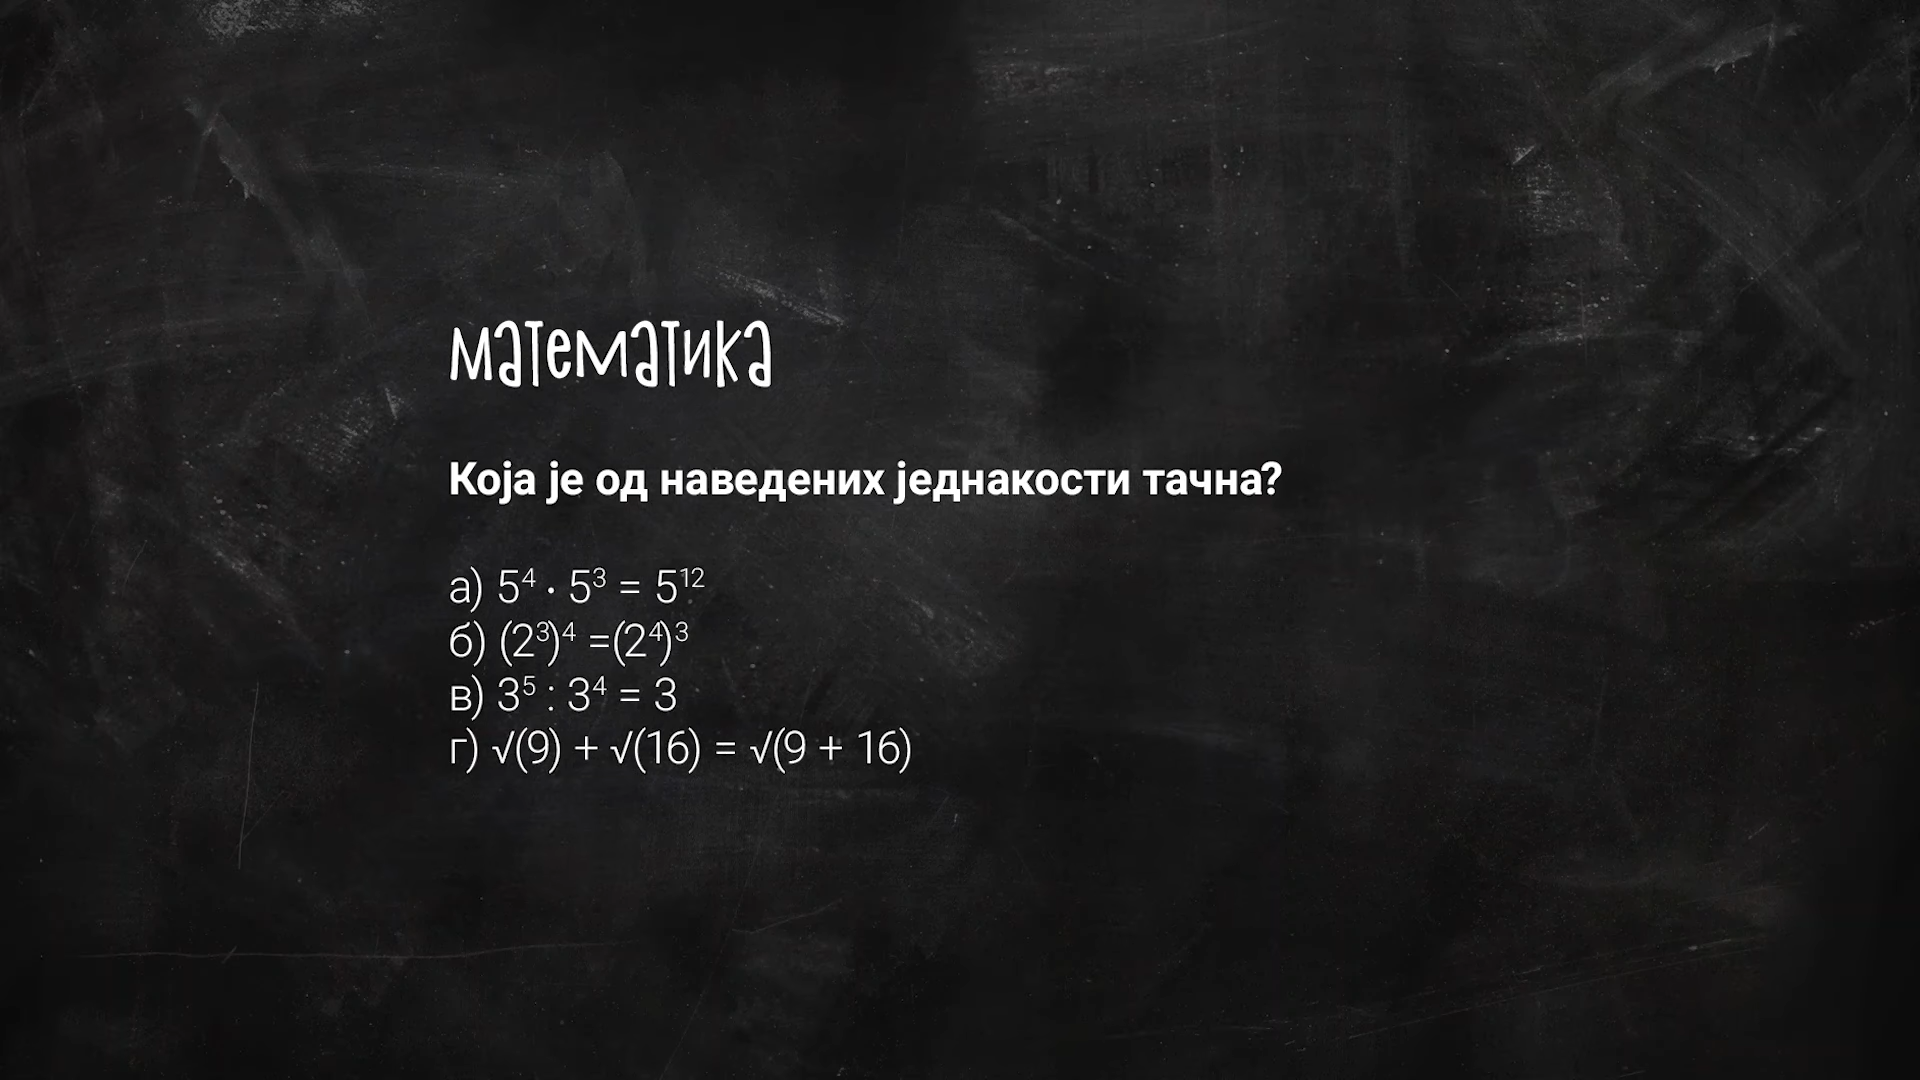 математика
Која је од наведених једнакости тачна?
а) 5⁴ · 5³ = 5¹²
б) (2³)⁴ =(2⁴)³
в) 3⁵ : 3⁴ = 3
г) √(9) + √(16) = √(9 + 16)